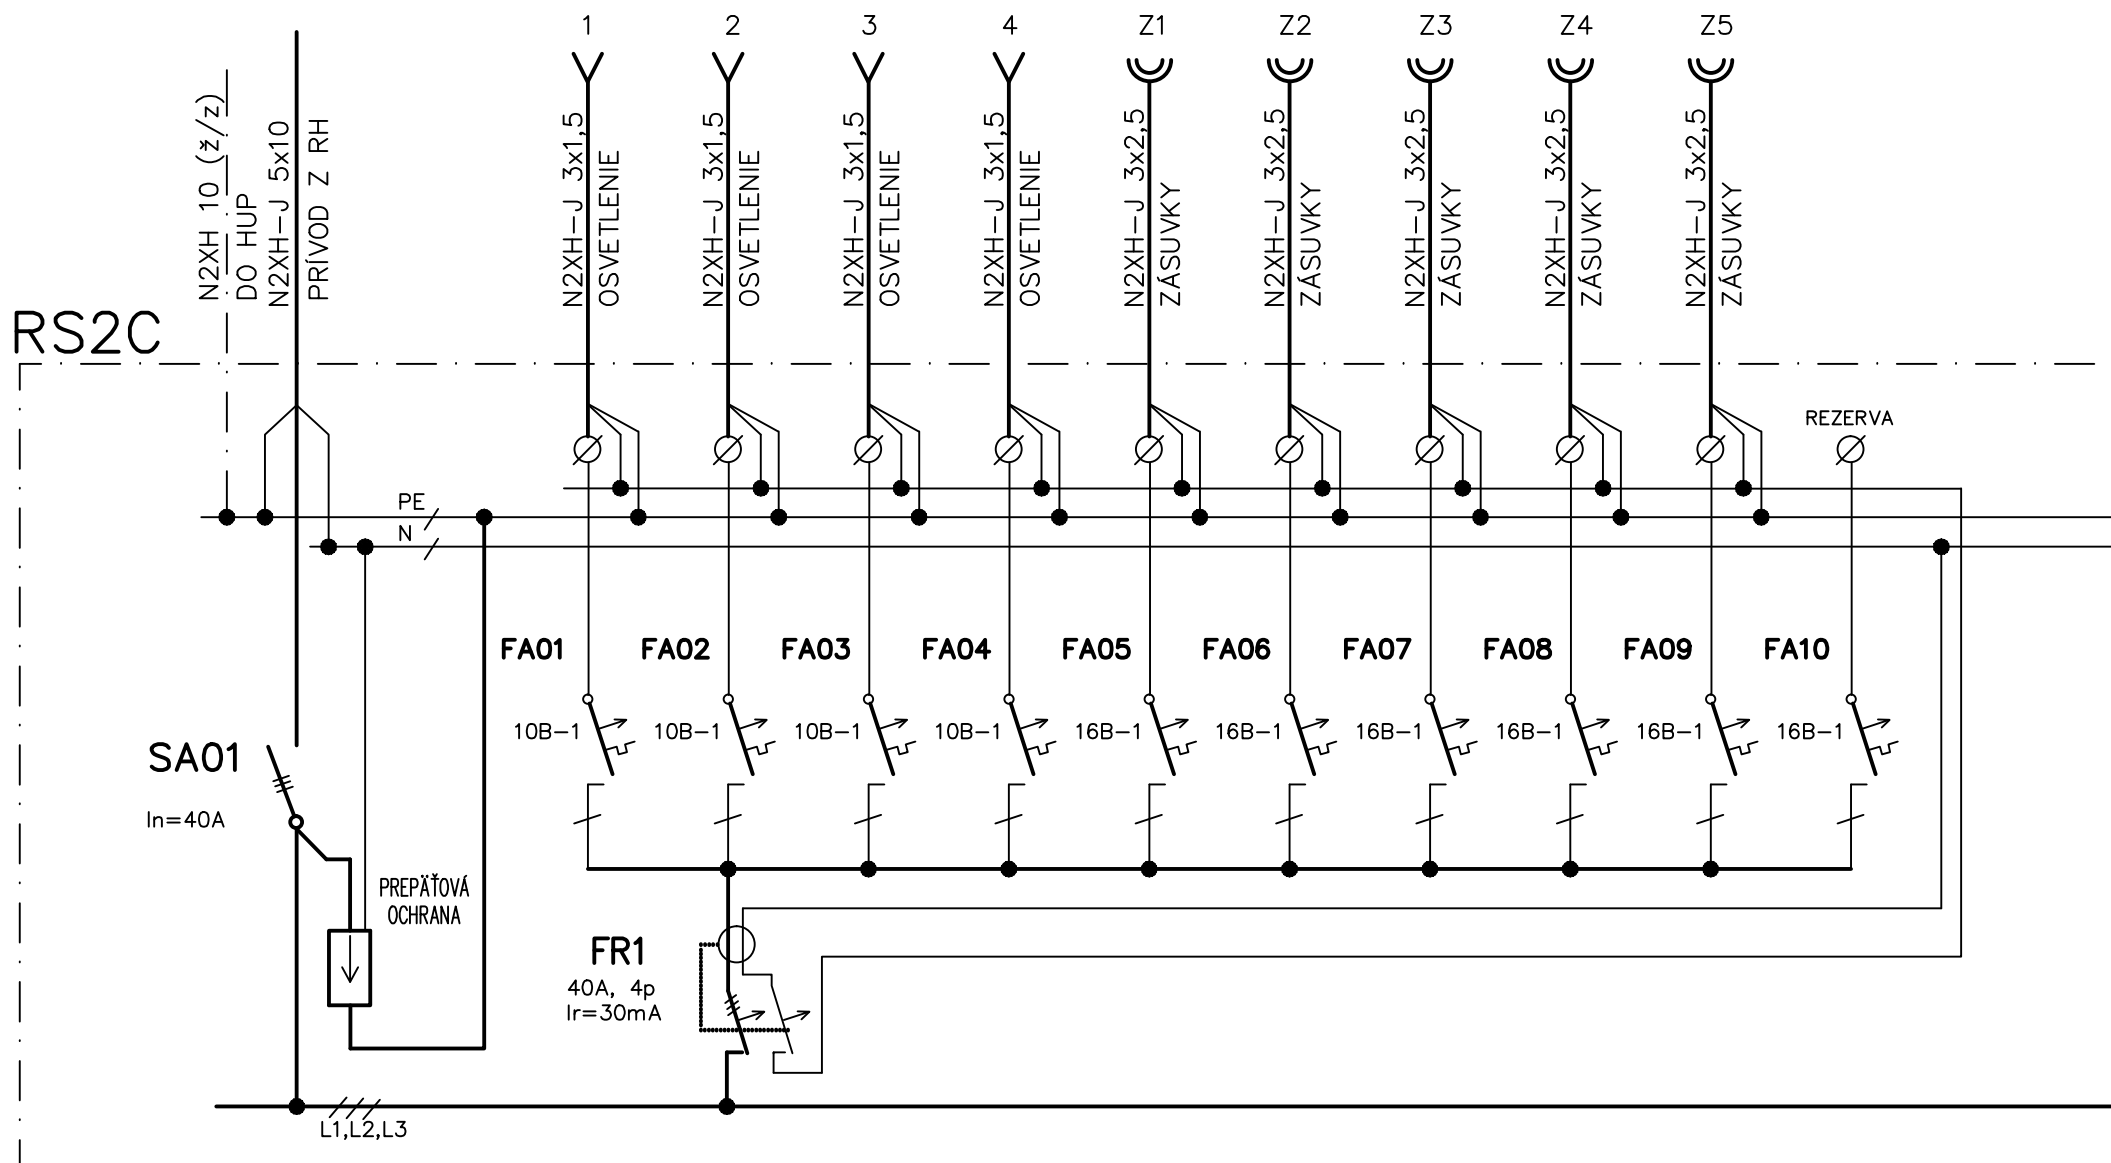 1 2 3 4 Z1 Z2 Z3 Z4 Z5
N2XH 10 (ž/z)
DO HUP
N2XH-J 5x10
PRÍVOD Z RH
N2XH-J 3x1,5
OSVETLENIE
N2XH-J 3x1,5
OSVETLENIE
N2XH-J 3x1,5
OSVETLENIE
N2XH-J 3x1,5
OSVETLENIE
N2XH-J 3x2,5
ZÁSUVKY
N2XH-J 3x2,5
ZÁSUVKY
N2XH-J 3x2,5
ZÁSUVKY
N2XH-J 3x2,5
ZÁSUVKY
N2XH-J 3x2,5
ZÁSUVKY
RS2C
REZERVA
PE
N
FA01 FA02 FA03 FA04 FA05 FA06 FA07 FA08 FA09 FA10
10B-1 10B-1 10B-1 10B-1 16B-1 16B-1 16B-1 16B-1 16B-1 16B-1
SA01
In=40A
PREPÄŤOVÁ
OCHRANA
FR1
40A, 4p
Ir=30mA
L1,L2,L3